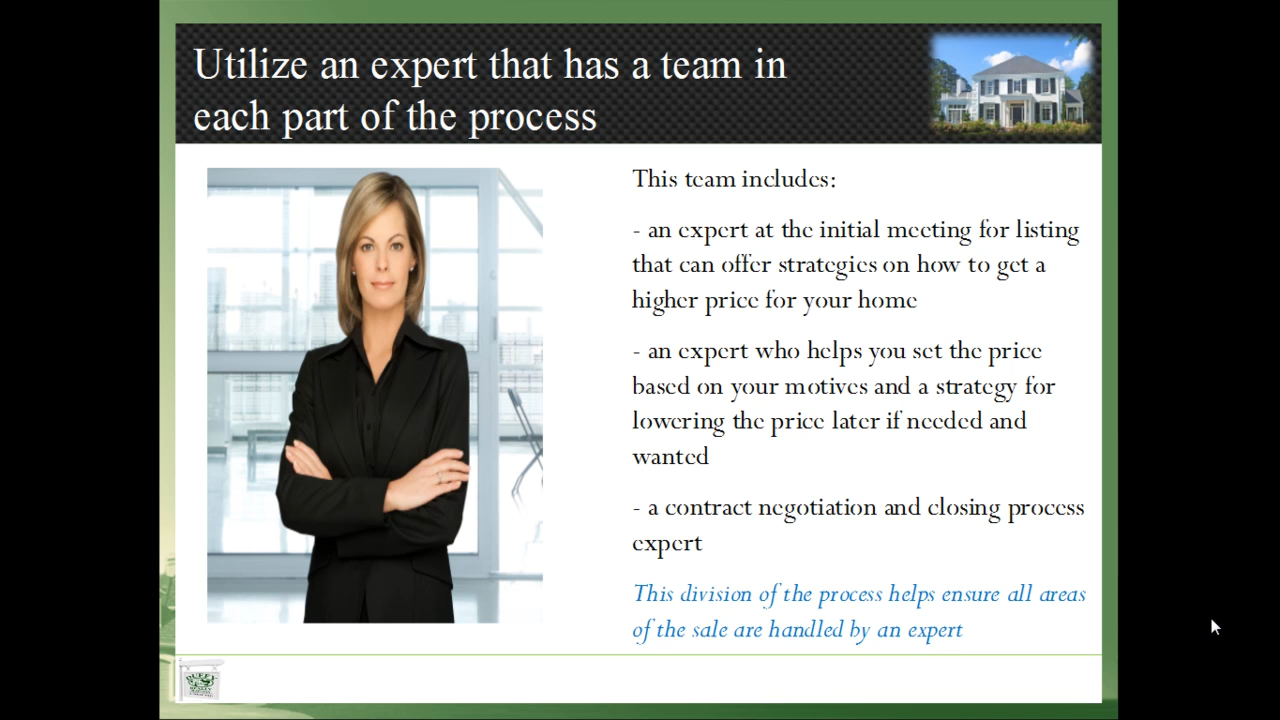 Utilize an expert that has a team in
each part of the process
This team includes:
- an expert at the initial meeting for listing
that can offer strategies on how to get a
higher price for your home
- an expert who helps you set the price
based on your motives and a strategy for
lowering the price later if needed and
wanted
- a contract negotiation and closing process
expert
This division of the process helps ensure all areas
of the sale are handled by an expert
DUFFY
REALTY